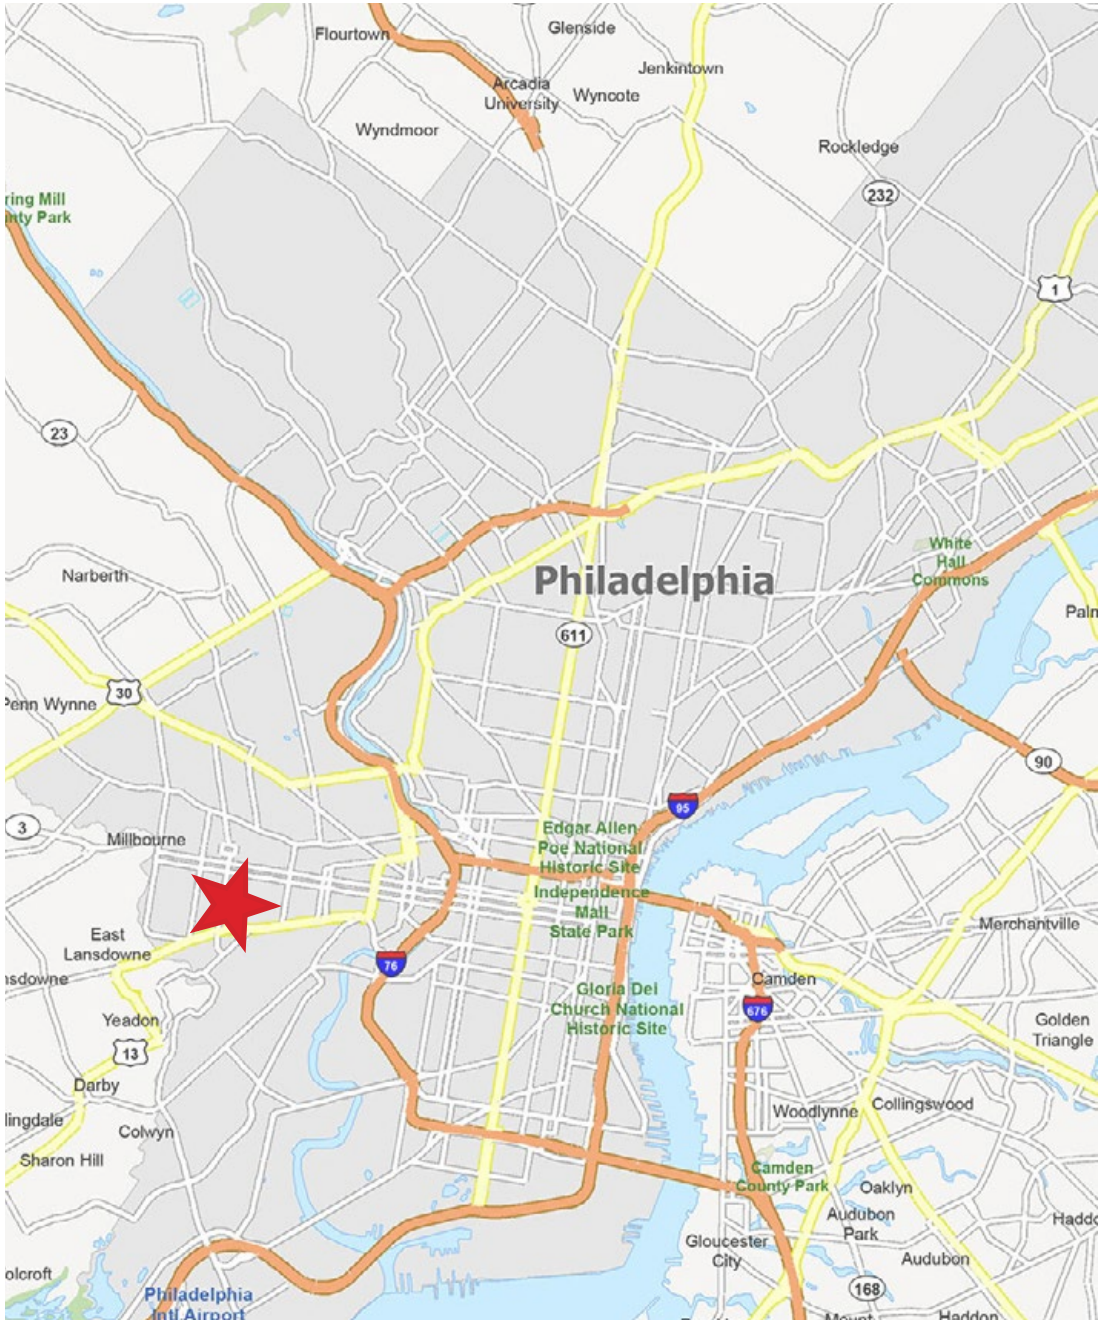 Flourtown
Glenside
Jenkintown
Arcadia
University
Wyncote
Wyndmoor
Rockledge
232
ring Mill
nty Park
1
23
White
Hall
Commons
Narberth
Philadelphia
Palm
611
30
Penn Wynne
90
95
3
Millbourne
Edgar Allen
Poe National
Historic Site
Independence
Mall
State Park
Merchantville
East
Lansdowne
nsdowne
76
Camden
Gloria Dei
Church National
Historic Site
676
Yeadon
Golden
Triangle
13
Darby
lingdale
Colwyn
Woodlynne
Collingswood
Sharon Hill
Camden
County Park
Oaklyn
Audubon
Park
Haddo
Gloucester
City
Audubon
olcroft
Philadelphia
Intl Airport
168
Mount
Haddon